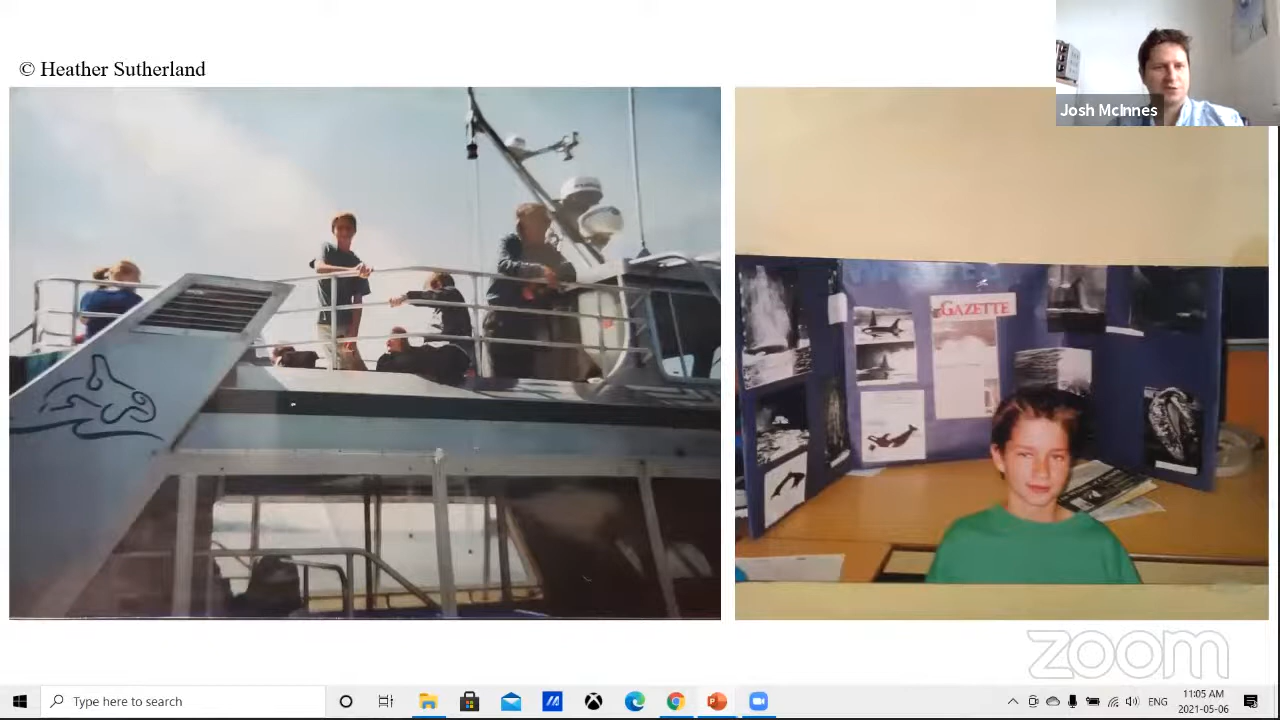 © Heather Sutherland
Josh McInnes
GAZETTE
zoom
Type here to search
ENG
11:05 AM
2021-05-06